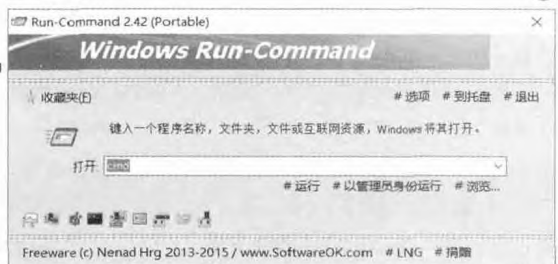 Run-Command 2.42 (Portable)
Windows Run-Command
收藏夹(F) # 选项 # 到托盘 # 退出
键入一个程序名称，文件夹，文件或互联网资源，Windows 将其打开。
打开: cmd
# 运行 # 以管理员身份运行 # 浏览...
Freeware (c) Nenad Hrg 2013-2015 / www.SoftwareOK.com # LNG # 捐赠